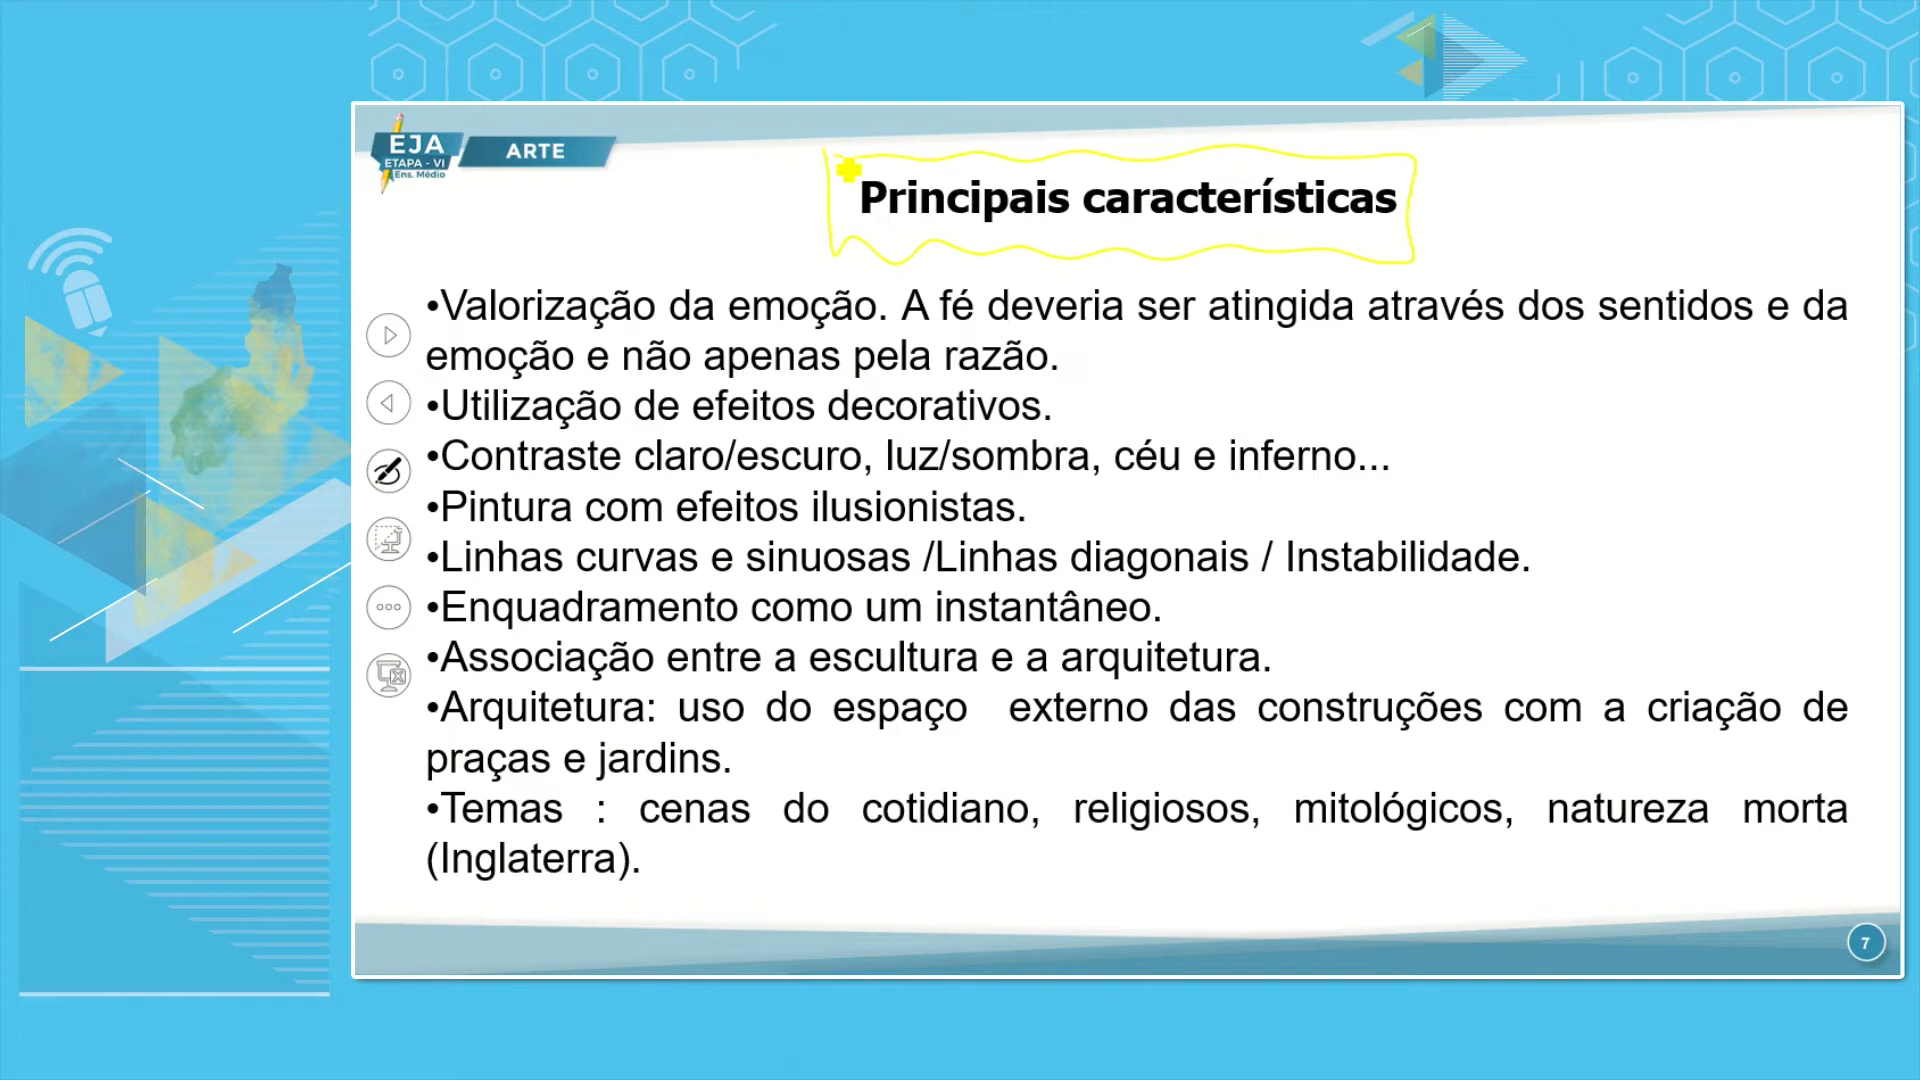 EJA
ETAPA - VI
Ens. Médio
ARTE
Principais características
•Valorização da emoção. A fé deveria ser atingida através dos sentidos e da
emoção e não apenas pela razão.
•Utilização de efeitos decorativos.
•Contraste claro/escuro, luz/sombra, céu e inferno...
•Pintura com efeitos ilusionistas.
•Linhas curvas e sinuosas /Linhas diagonais / Instabilidade.
•Enquadramento como um instantâneo.
•Associação entre a escultura e a arquitetura.
•Arquitetura: uso do espaço  externo das construções com a criação de
praças e jardins.
•Temas : cenas do cotidiano, religiosos, mitológicos, natureza morta
(Inglaterra).
7